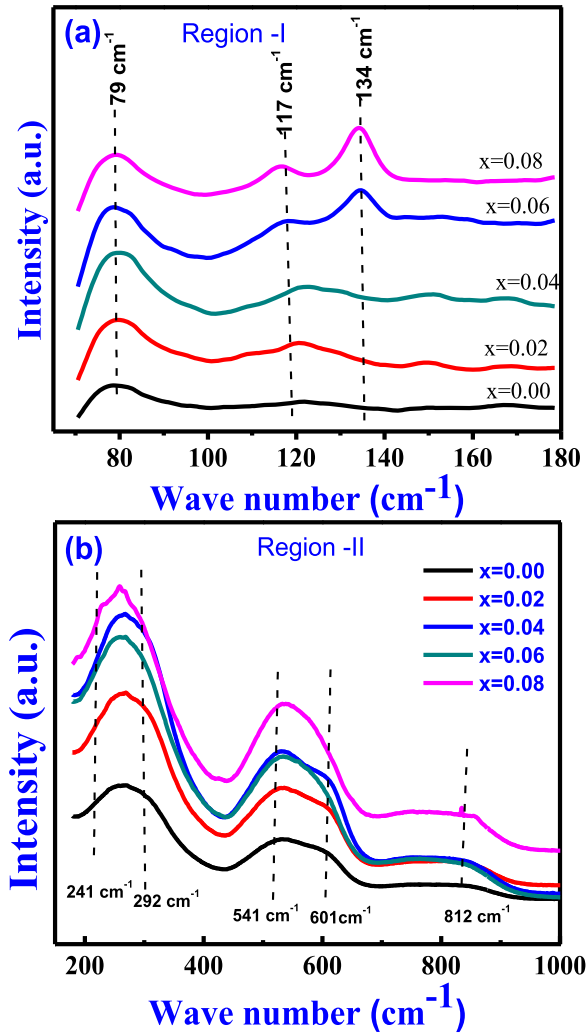 (a)
Region -I
79 cm⁻¹
117 cm⁻¹
134 cm⁻¹
x=0.08
x=0.06
x=0.04
x=0.02
x=0.00
Intensity (a.u.)
80 100 120 140 160 180
Wave number (cm⁻¹)
(b)
Region -II
x=0.00
x=0.02
x=0.04
x=0.06
x=0.08
Intensity (a.u.)
241 cm⁻¹
292 cm⁻¹
541 cm⁻¹
601cm⁻¹
812 cm⁻¹
200 400 600 800 1000
Wave number (cm⁻¹)